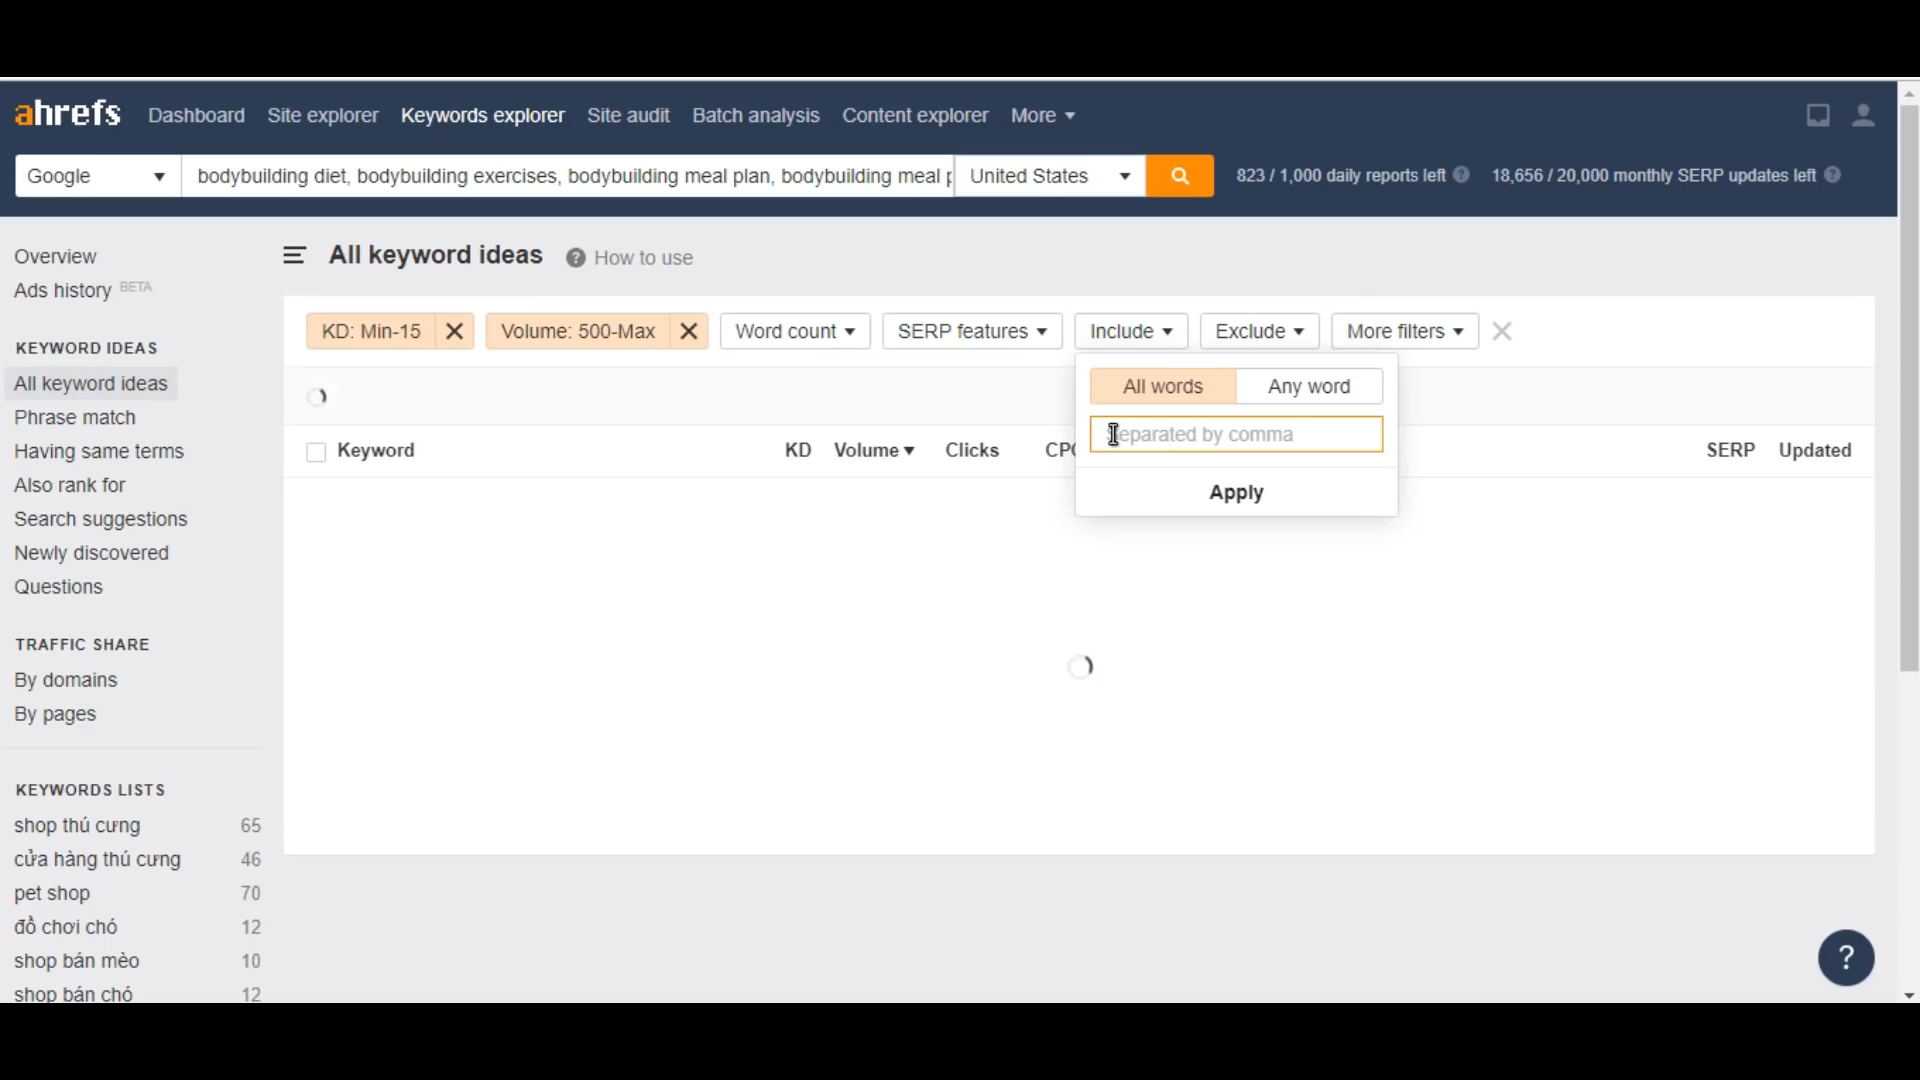 ahrefs Dashboard Site explorer Keywords explorer Site audit Batch analysis Content explorer More
Google bodybuilding diet, bodybuilding exercises, bodybuilding meal plan, bodybuilding meal United States 823 / 1,000 daily reports left ? 18,656 / 20,000 monthly SERP updates left ?
Overview
Ads history BETA
KEYWORD IDEAS
All keyword ideas
Phrase match
Having same terms
Also rank for
Search suggestions
Newly discovered
Questions
TRAFFIC SHARE
By domains
By pages
KEYWORDS LISTS
shop thú cưng 65
cửa hàng thú cưng 46
pet shop 70
đồ chơi chó 12
shop bán mèo 10
shop bán chó 12
All keyword ideas ? How to use
KD: Min-15 Volume: 500-Max Word count SERP features Include Exclude More filters
All words Any word
eparated by comma
Apply
Keyword KD Volume Clicks CPC SERP Updated
?